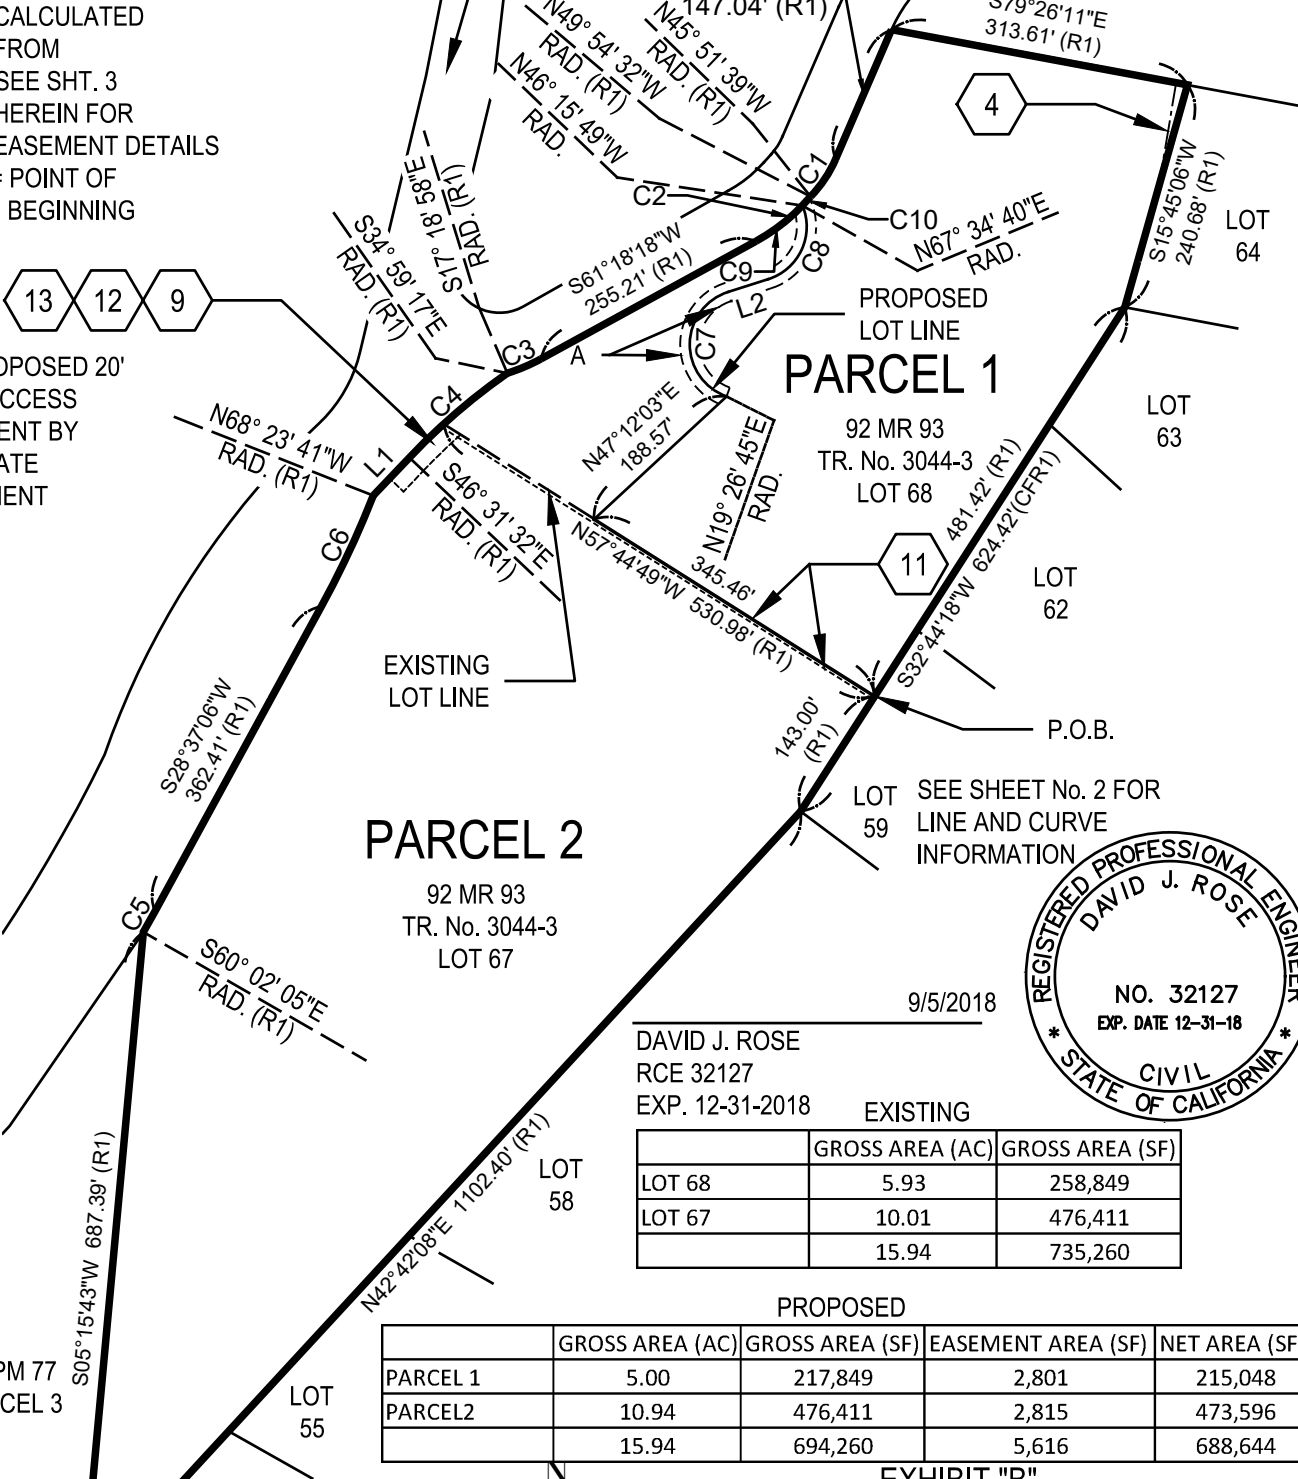 CALCULATED
FROM
SEE SHT. 3
HEREIN FOR
EASEMENT DETAILS
= POINT OF
BEGINNING
147.04' (R1)
S79°26'11"E
313.61' (R1)
N49° 54' 32"W
RAD. (R1)
N45° 51' 39"W
RAD. (R1)
N46° 15' 49"W
RAD.
4
S15°45'06"W
240.68' (R1)
LOT
64
S17° 18' 58"E
RAD. (R1)
S34° 59' 17"E
RAD. (R1)
C1
C2
C10
N67° 34' 40"E
RAD.
C8
C9
S61°18'18"W
255.21' (R1)
L2
C7
A
C3
PROPOSED
LOT LINE
13
12
9
OPOSED 20'
CCESS
ENT BY
ATE
MENT
PARCEL 1
92 MR 93
TR. No. 3044-3
LOT 68
LOT
63
C4
L1
N68° 23' 41"W
RAD. (R1)
S46° 31' 32"E
RAD. (R1)
N47°12'03"E
188.57'
N19° 26' 45"E
RAD.
481.42' (R1)
S32°44'18"W 624.42'(CFR1)
C6
N57°44'49"W 530.98' (R1)
345.46'
11
LOT
62
EXISTING
LOT LINE
S28°37'06"W
362.41' (R1)
143.00'
(R1)
P.O.B.
LOT
59
SEE SHEET No. 2 FOR
LINE AND CURVE
INFORMATION
PARCEL 2
92 MR 93
TR. No. 3044-3
LOT 67
C5
S60° 02' 05"E
RAD. (R1)
REGISTERED PROFESSIONAL ENGINEER
DAVID J. ROSE
NO. 32127
EXP. DATE 12-31-18
CIVIL
* STATE OF CALIFORNIA *
9/5/2018
DAVID J. ROSE
RCE 32127
EXP. 12-31-2018
S05°15'43"W 687.39' (R1)
N42°42'08"E 1102.40' (R1)
LOT
58
EXISTING
GROSS AREA (AC) GROSS AREA (SF)
LOT 68 5.93 258,849
LOT 67 10.01 476,411
15.94 735,260
PROPOSED
GROSS AREA (AC) GROSS AREA (SF) EASEMENT AREA (SF) NET AREA (SF
PARCEL 1 5.00 217,849 2,801 215,048
PARCEL2 10.94 476,411 2,815 473,596
15.94 694,260 5,616 688,644
PM 77
CEL 3
LOT
55
EXHIBIT "B"